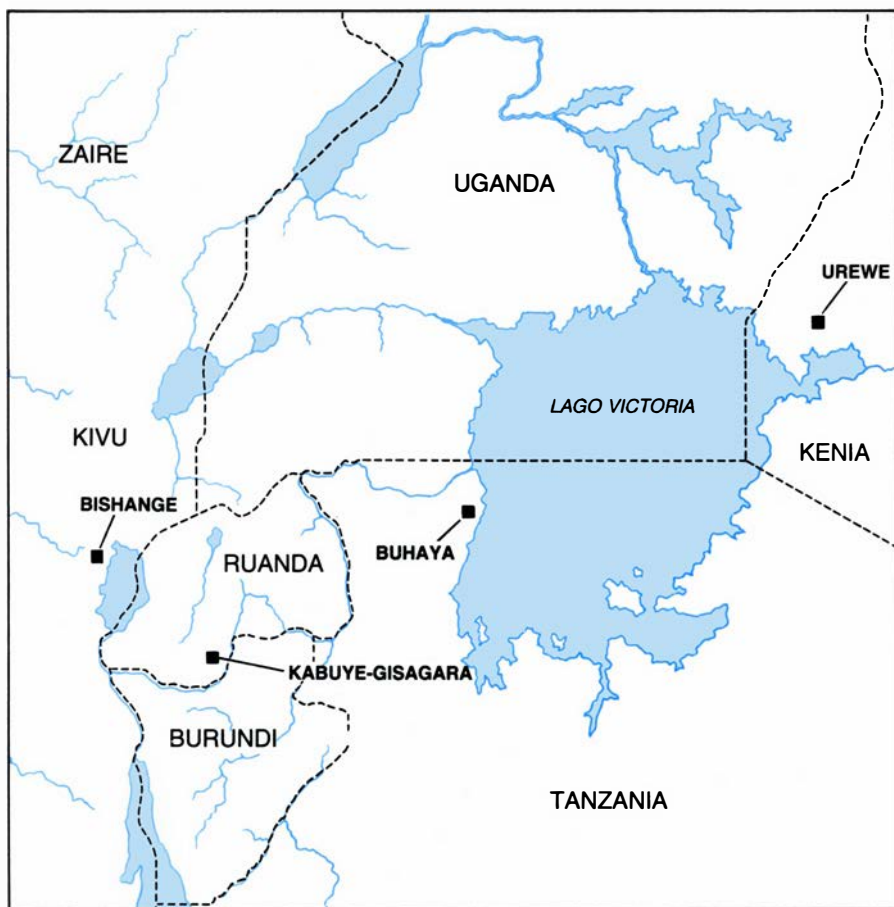 ZAIRE
UGANDA
UREWE
LAGO VICTORIA
KIVU
KENIA
BISHANGE
BUHAYA
RUANDA
KABUYE-GISAGARA
BURUNDI
TANZANIA